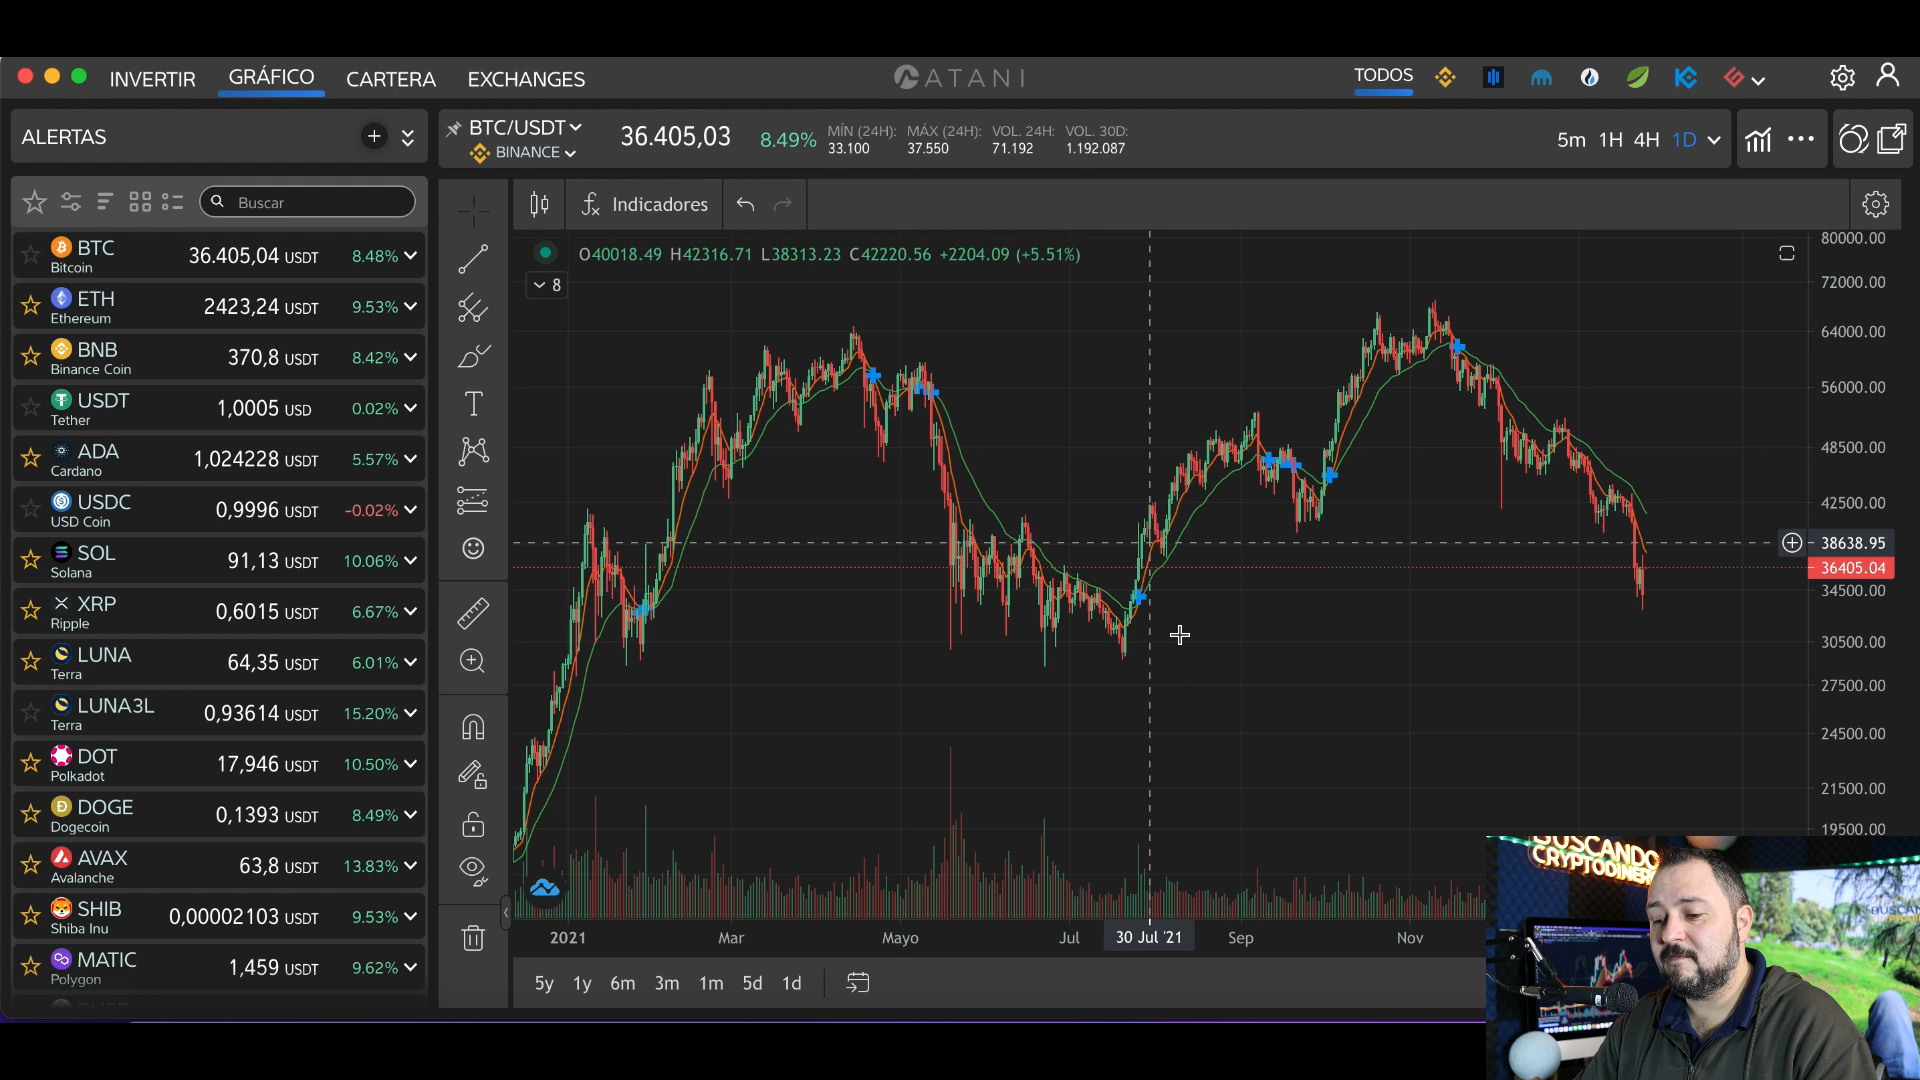 INVERTIR GRÁFICO CARTERA EXCHANGES ATANI TODOS
ALERTAS
BTC/USDT
BINANCE
36.405,03
8.49%
MÍN (24H):
33.100
MÁX (24H):
37.550
VOL. 24H:
71.192
VOL. 30D:
1.192.087
5m 1H 4H 1D
Buscar
Indicadores
O40018.49 H42316.71 L38313.23 C42220.56 +2204.09 (+5.51%)
8
BTC 36.405,04 USDT 8.48%
Bitcoin
ETH 2423,24 USDT 9.53%
Ethereum
BNB 370,8 USDT 8.42%
Binance Coin
USDT 1,0005 USD 0.02%
Tether
ADA 1,024228 USDT 5.57%
Cardano
USDC 0,9996 USDT -0.02%
USD Coin
SOL 91,13 USDT 10.06%
Solana
XRP 0,6015 USDT 6.67%
Ripple
LUNA 64,35 USDT 6.01%
Terra
LUNA3L 0,93614 USDT 15.20%
Terra
DOT 17,946 USDT 10.50%
Polkadot
DOGE 0,1393 USDT 8.49%
Dogecoin
AVAX 63,8 USDT 13.83%
Avalanche
SHIB 0,00002103 USDT 9.53%
Shiba Inu
MATIC 1,459 USDT 9.62%
Polygon
80000.00
72000.00
64000.00
56000.00
48500.00
42500.00
38638.95
36405.04
34500.00
30500.00
27500.00
24500.00
21500.00
19500.00
2021 Mar Mayo Jul 30 Jul '21 Sep Nov
5y 1y 6m 3m 1m 5d 1d
BUSCANDO
CRYPTODINERO